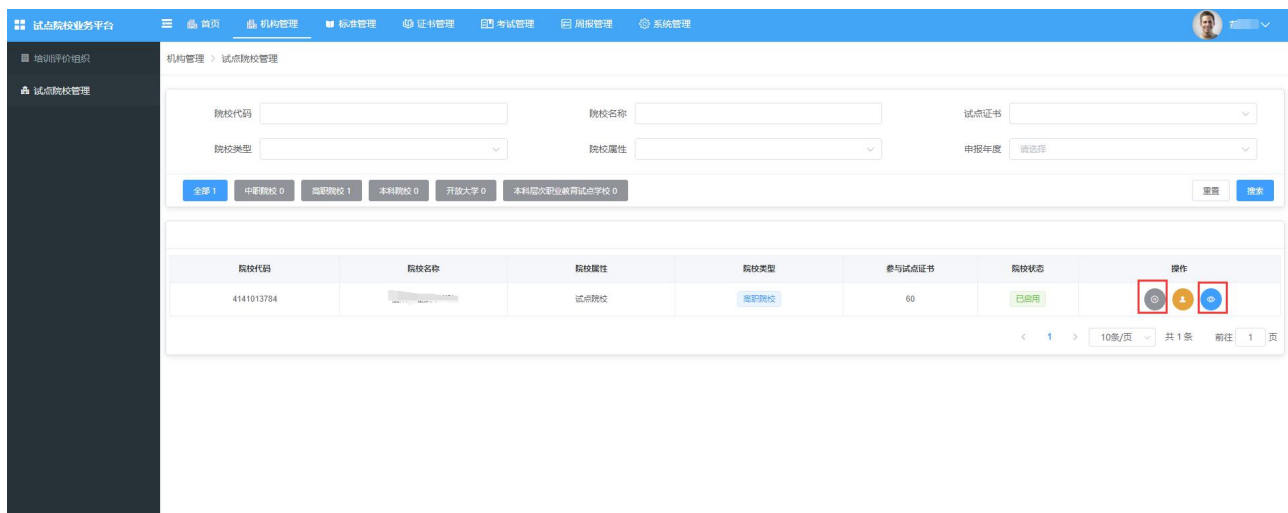 试点院校业务平台 首页 机构管理 标准管理 证书管理 考试管理 周报管理 系统管理
培训评价组织
试点院校管理
机构管理 > 试点院校管理
院校代码 院校名称 试点证书
院校类型 院校属性 申报年度 请选择
全部 1 中职院校 0 高职院校 1 本科院校 0 开放大学 0 本科层次职业教育试点学校 0 重置 搜索
院校代码 院校名称 院校属性 院校类型 参与试点证书 院校状态 操作
4141013784 试点院校 高职院校 60 已启用
< 1 > 10条/页 共 1 条 前往 1 页